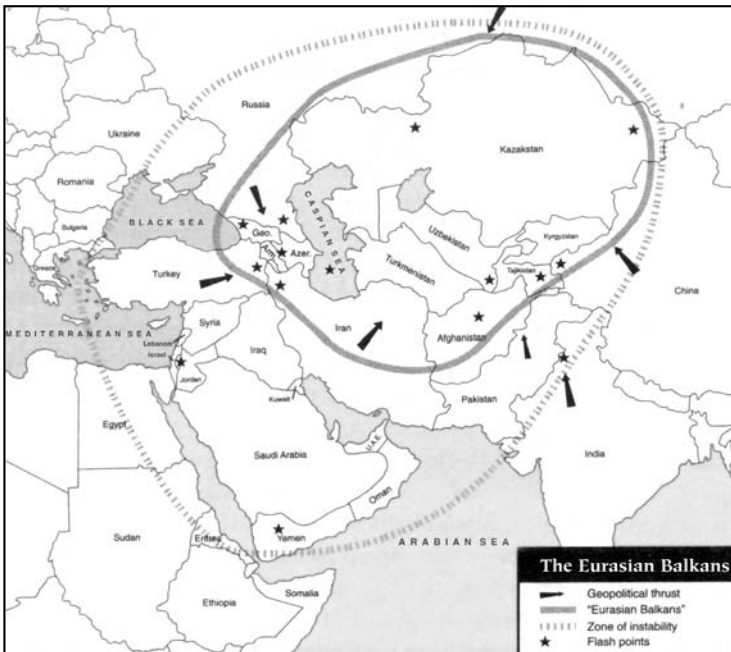 Russia
Ukraine
Kazakstan
Romania
CASPIAN SEA
BLACK SEA
Bulgaria
Geo.
Uzbekistan
Kyrgyzstan
Arm.
Azer.
Greece
Turkey
Turkmenistan
Tajikistan
China
MEDITERRANEAN SEA
Syria
Lebanon
Israel
Iran
Afghanistan
Iraq
Jordan
Kuwait
Pakistan
Egypt
U.A.E.
India
Saudi Arabia
Oman
Sudan
Eritrea
Yemen
ARABIAN SEA
Ethiopia
Somalia
The Eurasian Balkans
Geopolitical thrust
"Eurasian Balkans"
Zone of instability
Flash points